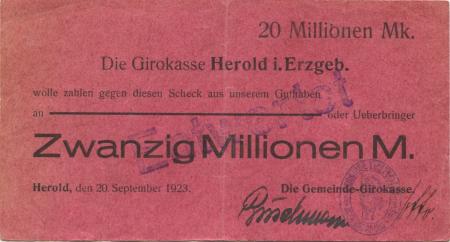 20 Millionen Mk.
Die Girokasse Herold i. Erzgeb.
wolle zahlen gegen diesen Scheck aus unserem Guthaben
an oder Ueberbringer
Entwertet
Zwanzig Millionen M.
Herold, den 20. September 1923.
Die Gemeinde-Girokasse.